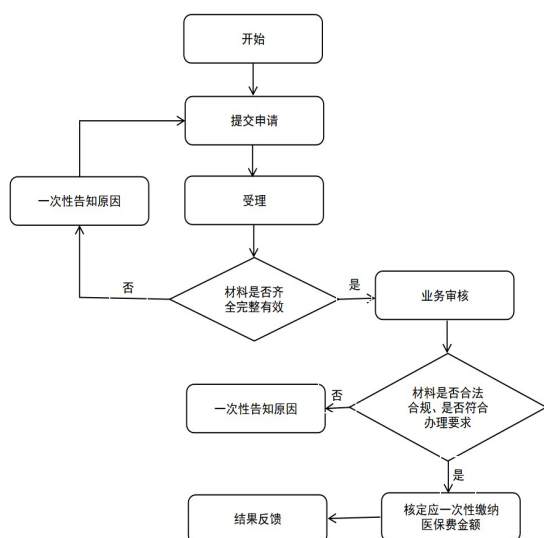 开始
提交申请
一次性告知原因
受理
否
材料是否齐
全完整有效
是
业务审核
一次性告知原因
否
材料是否合法
合规、是否符合
办理要求
是
结果反馈
核定应一次性缴纳
医保费金额